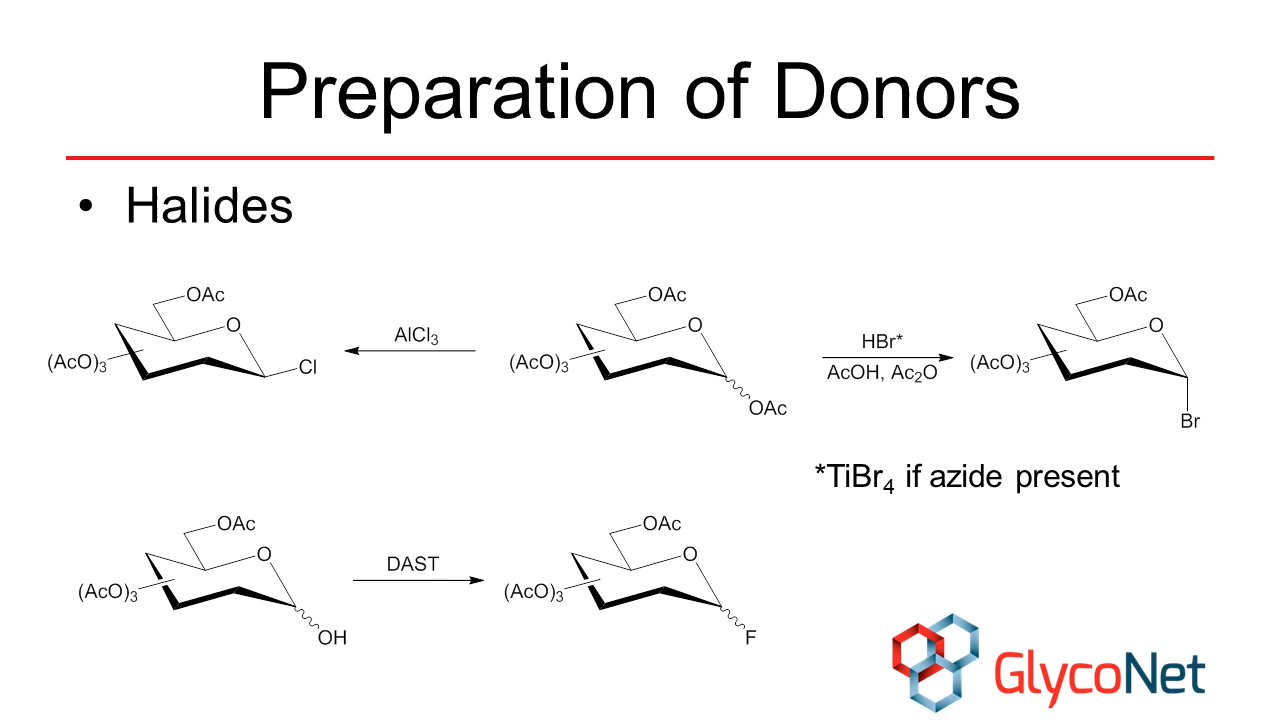 Preparation of Donors
• Halides
OAc
O
(AcO)₃
Cl
AlCl₃
OAc
O
(AcO)₃
OAc
HBr*
AcOH, Ac₂O
OAc
O
(AcO)₃
Br
*TiBr₄ if azide present
OAc
O
(AcO)₃
OH
DAST
OAc
O
(AcO)₃
F
GlycoNet